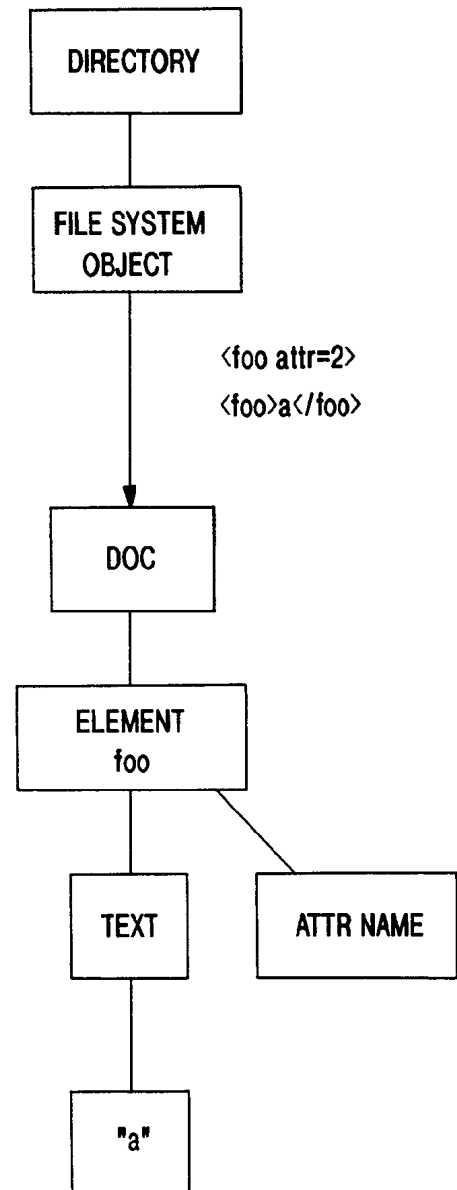 DIRECTORY
FILE SYSTEM
OBJECT
<foo attr=2>
<foo>a</foo>
DOC
ELEMENT
foo
TEXT
ATTR NAME
"a"